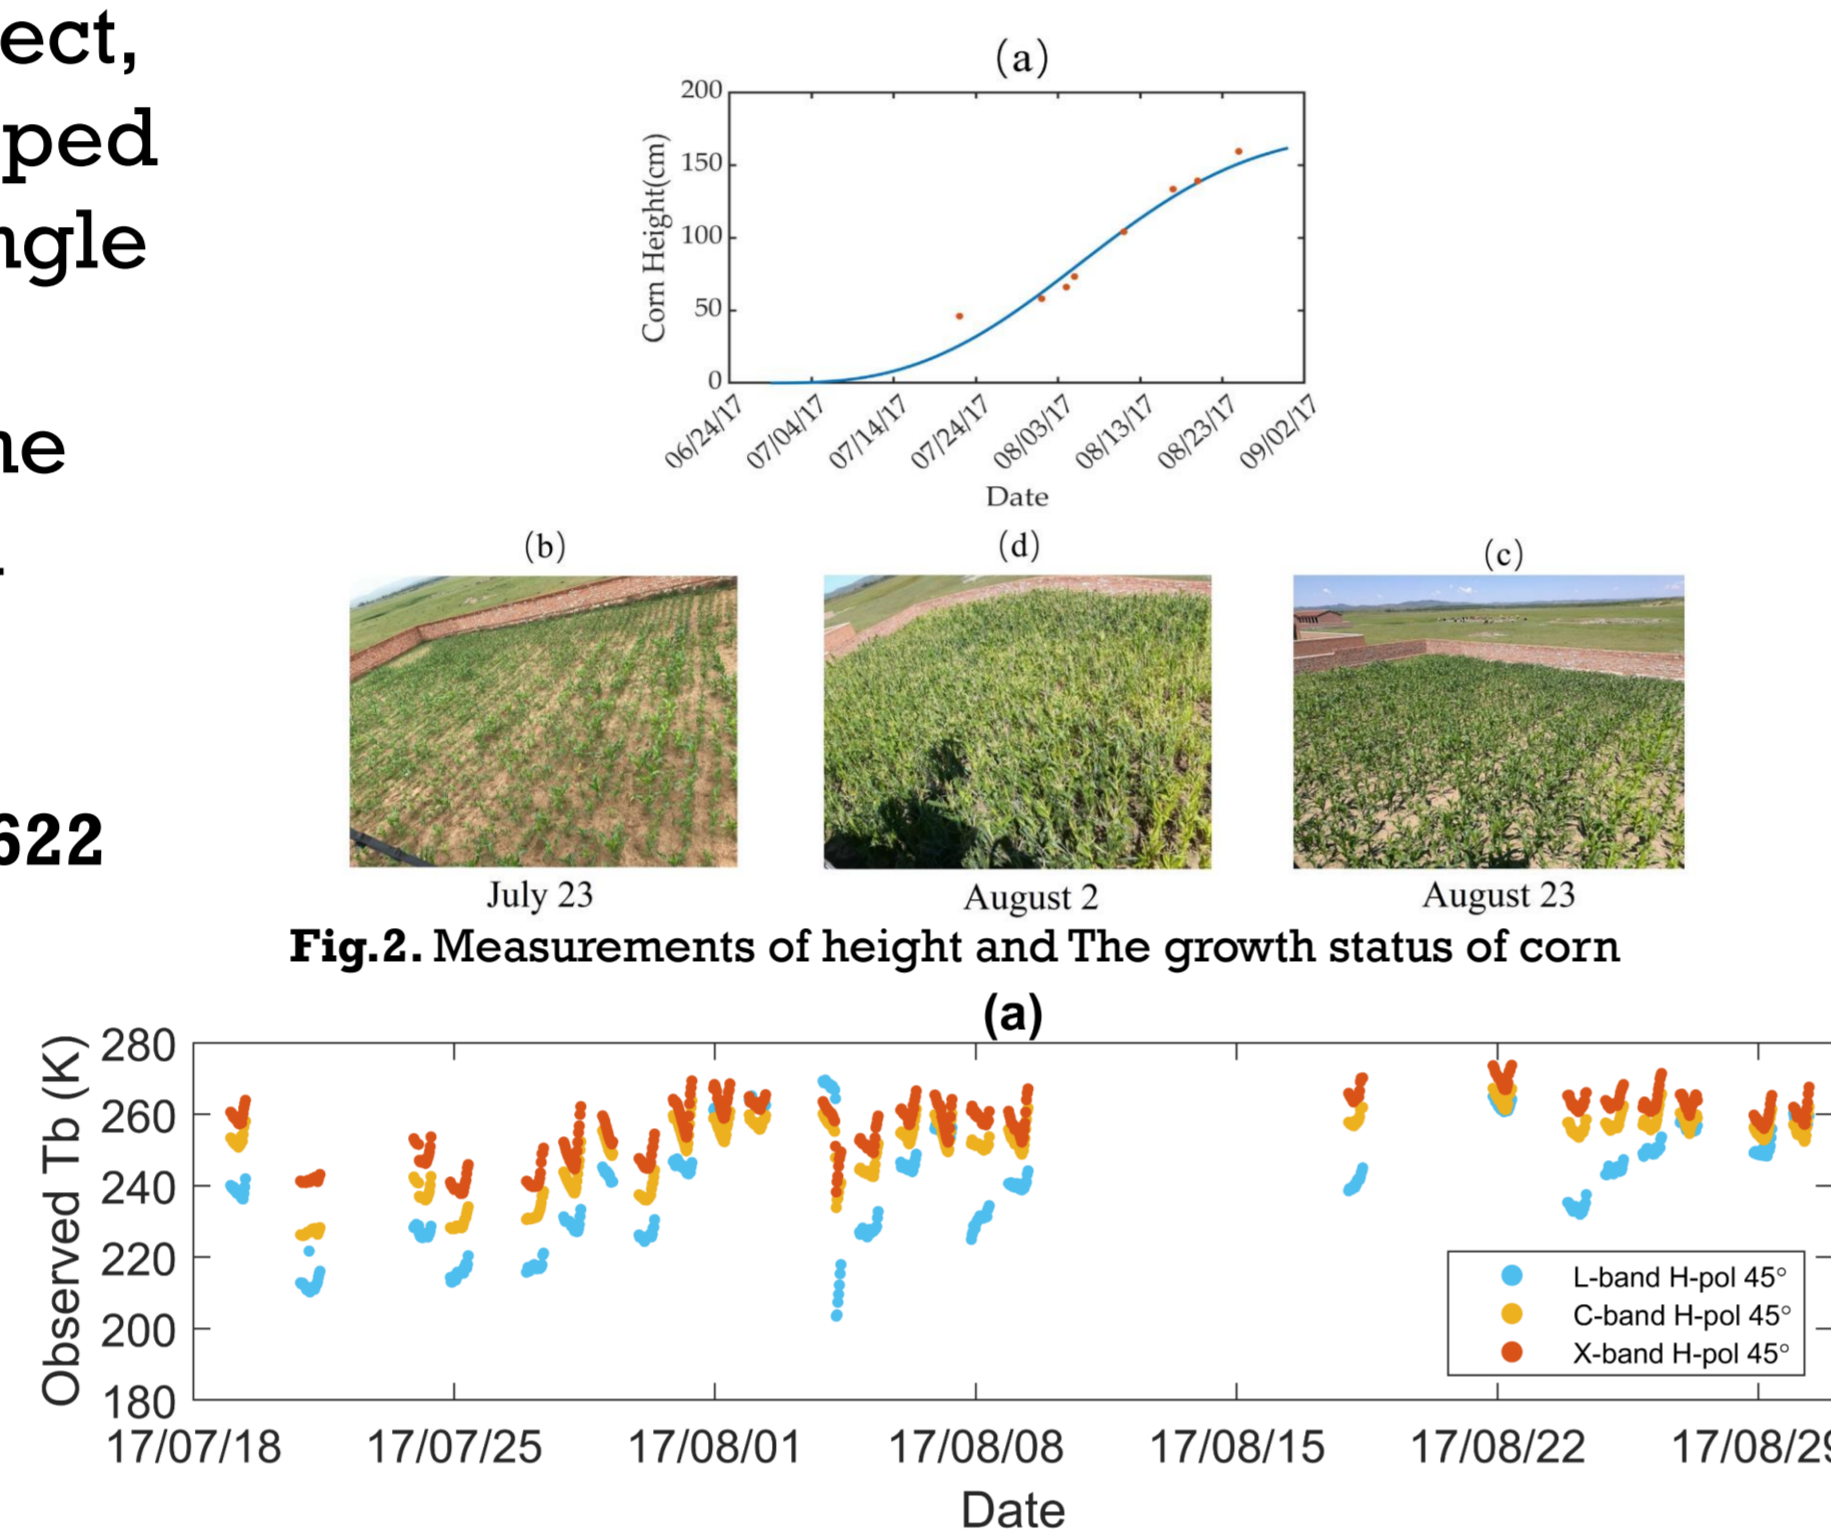 ect,
ped
ngle
ne
622
(a)
Corn Height(cm)
200
150
100
50
0
06/24/17 07/04/17 07/14/17 07/24/17 08/03/17 08/13/17 08/23/17 09/02/17
Date
(b) (d) (c)
July 23 August 2 August 23
Fig.2. Measurements of height and The growth status of corn
(a)
Observed Tb (K)
280
260
240
220
200
180
L-band H-pol 45°
C-band H-pol 45°
X-band H-pol 45°
17/07/18 17/07/25 17/08/01 17/08/08 17/08/15 17/08/22 17/08/29
Date